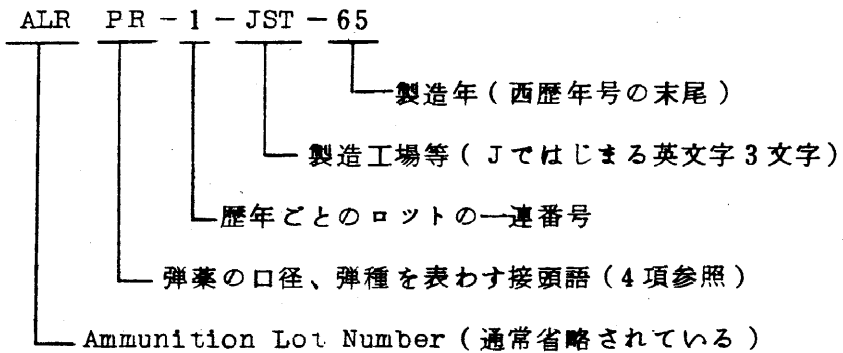 ALR PR-1-JST-65
製造年(西歴年号の末尾)
製造工場等(Jではじまる英文字3文字)
歴年ごとのロットの一連番号
弾薬の口径、弾種を表わす接頭語(4項参照)
Ammunition Lot Number(通常省略されている)